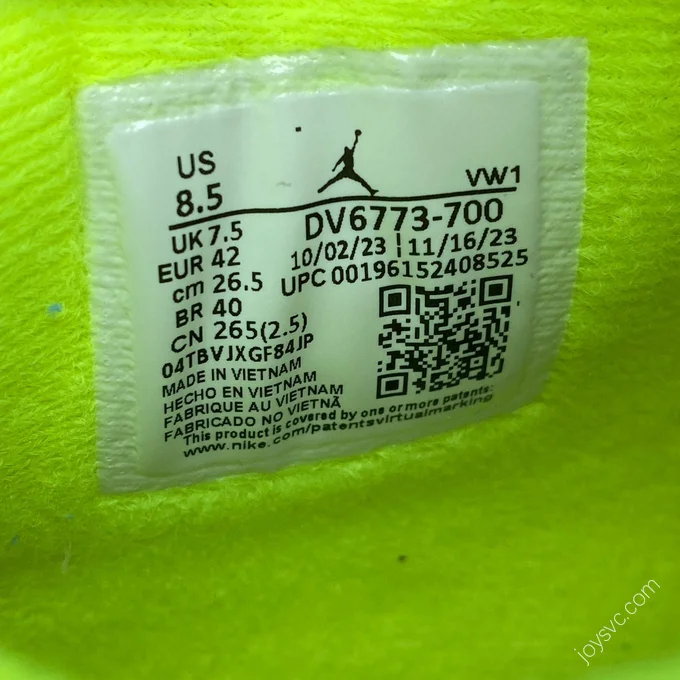 US
8.5
VW1
UK 7.5
DV6773-700
EUR 42
10/02/23 | 11/16/23
cm 26.5
UPC 00196152408525
BR 40
CN 265(2.5)
04TBVJXGF84JP
MADE IN VIETNAM
HECHO EN VIETNAM
FABRIQUE AU VIETNAM
FABRICADO NO VIETNÃ
This product is covered by one or more patents:
www.nike.com/patentsvirtualmarking
joysvc.com